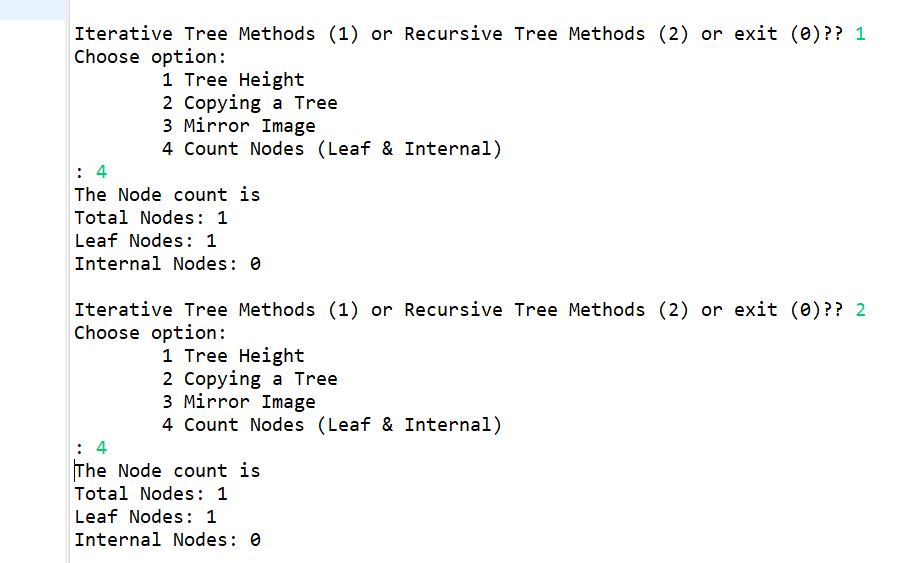 Iterative Tree Methods (1) or Recursive Tree Methods (2) or exit (0)?? 1
Choose option:
1 Tree Height
2 Copying a Tree
3 Mirror Image
4 Count Nodes (Leaf & Internal)
: 4
The Node count is
Total Nodes: 1
Leaf Nodes: 1
Internal Nodes: 0
Iterative Tree Methods (1) or Recursive Tree Methods (2) or exit (0)?? 2
Choose option:
1 Tree Height
2 Copying a Tree
3 Mirror Image
4 Count Nodes (Leaf & Internal)
: 4
The Node count is
Total Nodes: 1
Leaf Nodes: 1
Internal Nodes: 0